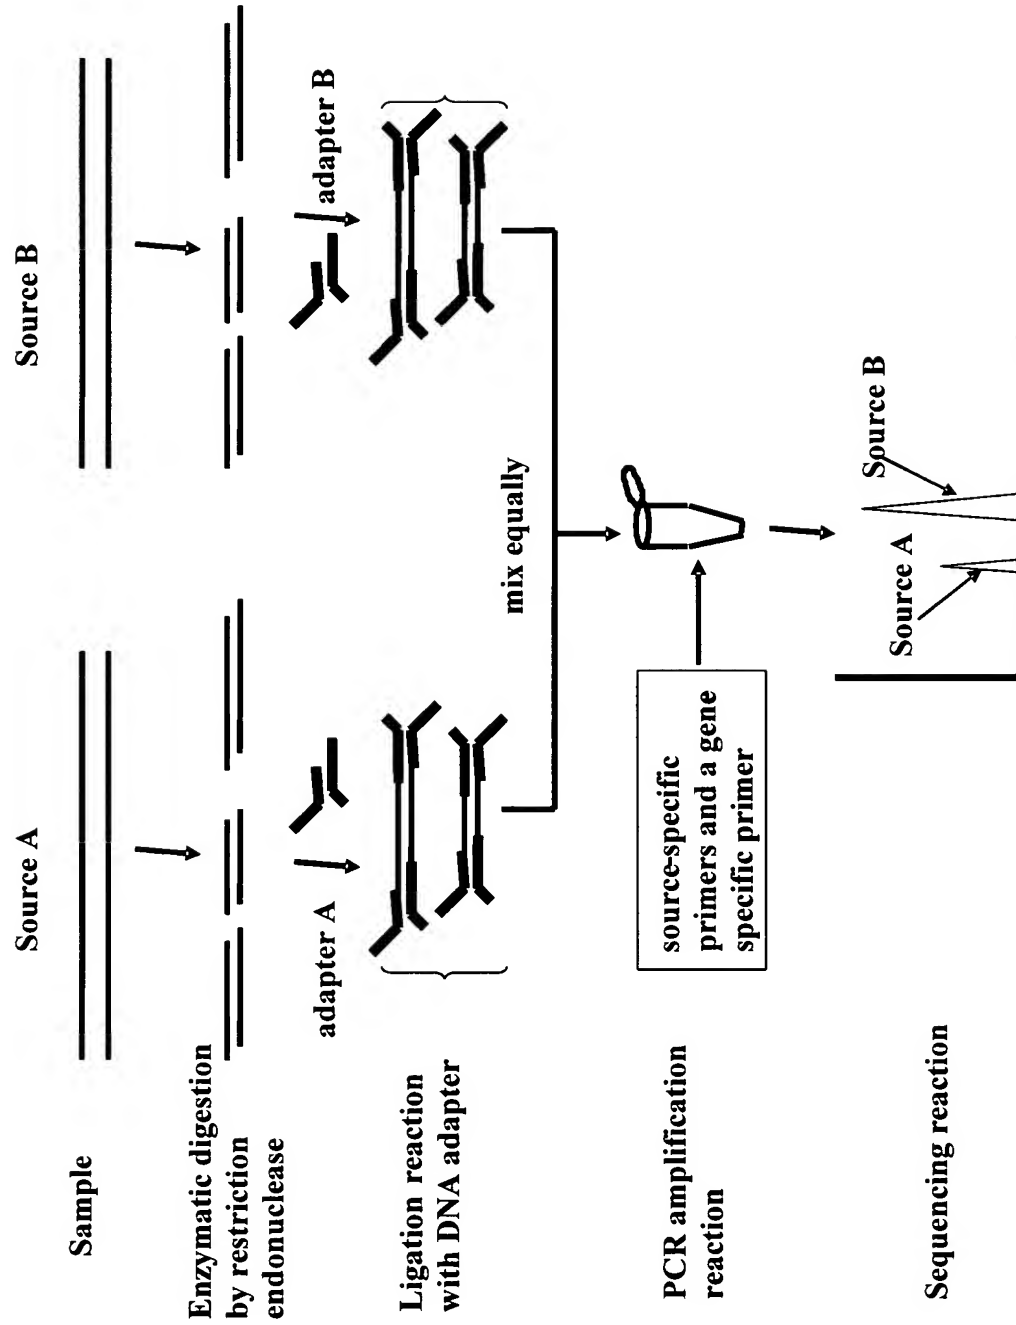 Source A
Source B
Sample
Enzymatic digestion
by restriction
endonuclease
adapter A
adapter B
Ligation reaction
with DNA adapter
mix equally
PCR amplification
reaction
source-specific
primers and a gene
specific primer
Source A
Source B
Sequencing reaction